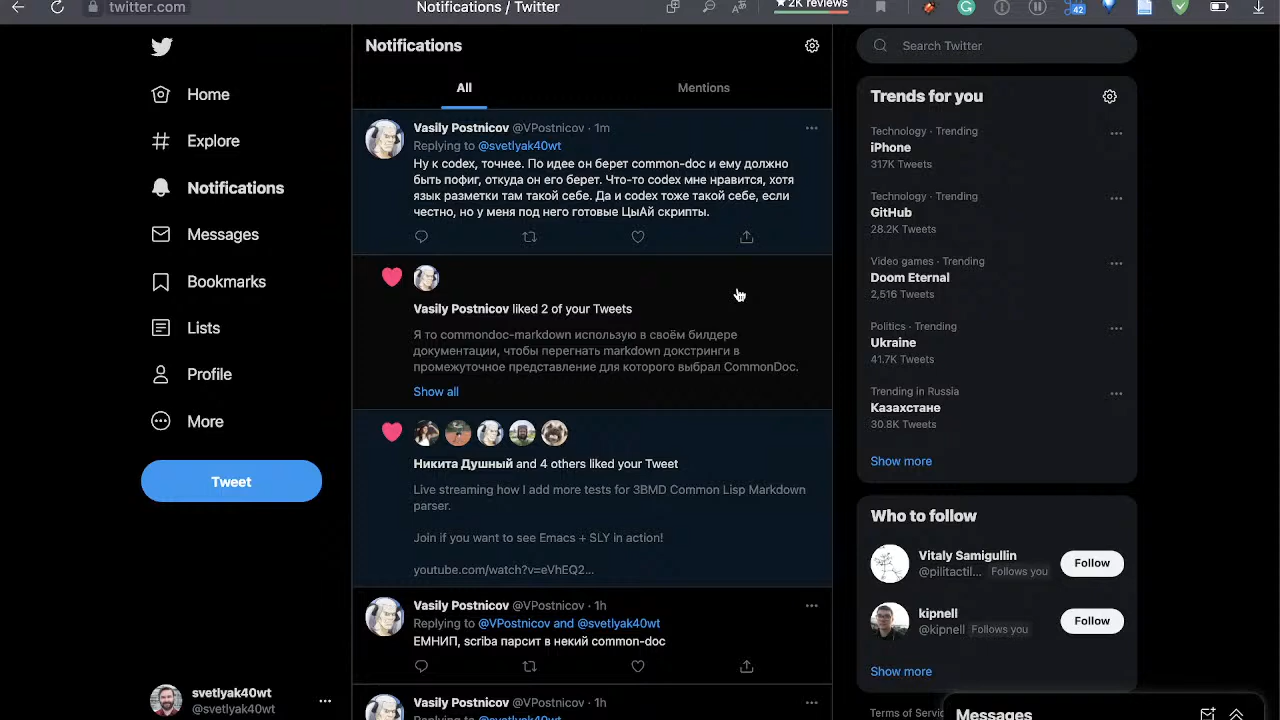 twitter.com
Notifications / Twitter
★2K reviews
42
Home
Explore
Notifications
Messages
Bookmarks
Lists
Profile
More
Tweet
svetlyak40wt
@svetlyak40wt
Notifications
All
Mentions
Vasily Postnicov @VPostnicov · 1m
Replying to @svetlyak40wt
Ну к codex, точнее. По идее он берет common-doc и ему должно
быть пофиг, откуда он его берет. Что-то codex мне нравится, хотя
язык разметки там такой себе. Да и codex тоже такой себе, если
честно, но у меня под него готовые ЦыАй скрипты.
Vasily Postnicov liked 2 of your Tweets
Я то commondoc-markdown использую в своём билдере
документации, чтобы перегнать markdown докстринги в
промежуточное представление для которого выбрал CommonDoc.
Show all
Никита Душный and 4 others liked your Tweet
Live streaming how I add more tests for 3BMD Common Lisp Markdown
parser.
Join if you want to see Emacs + SLY in action!
youtube.com/watch?v=eVhEQ2...
Vasily Postnicov @VPostnicov · 1h
Replying to @VPostnicov and @svetlyak40wt
ЕМНИП, scriba парсит в некий common-doc
Vasily Postnicov @VPostnicov · 1h
Replying to @svetlyak40wt
Search Twitter
Trends for you
Technology · Trending
iPhone
317K Tweets
Technology · Trending
GitHub
28.2K Tweets
Video games · Trending
Doom Eternal
2,516 Tweets
Politics · Trending
Ukraine
41.7K Tweets
Trending in Russia
Казахстане
30.8K Tweets
Show more
Who to follow
Vitaly Samigullin
@pilitactil... Follows you
Follow
kipnell
@kipnell Follows you
Follow
Show more
Terms of Servic
Messages